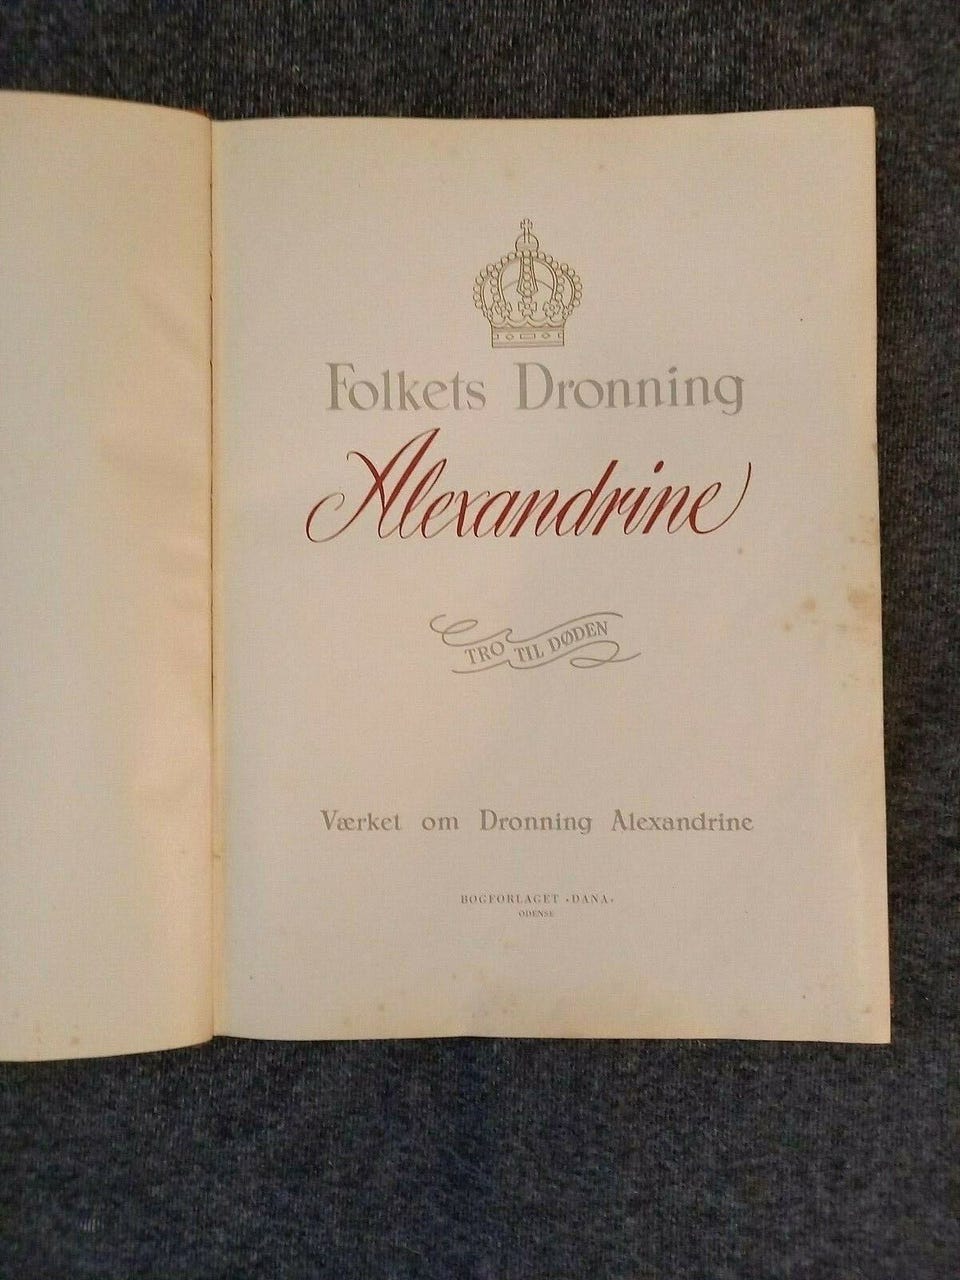 Folkets Dronning
Alexandrine
TRO TIL DØDEN
Værket om Dronning Alexandrine
BOGFORLAGET ·DANA·
ODENSE